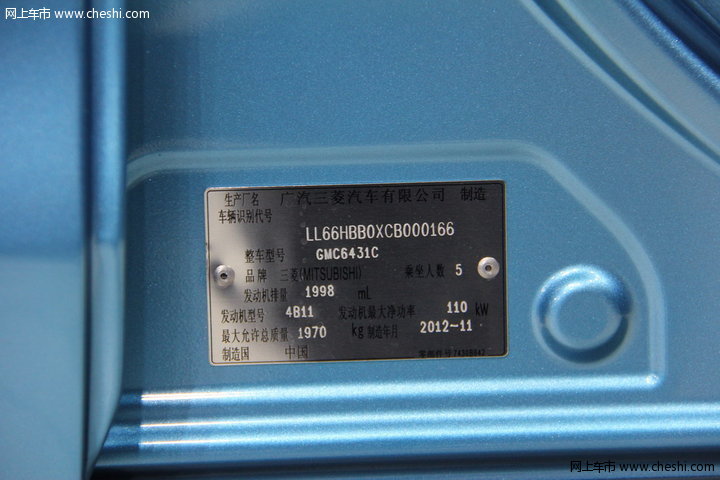 网上车市 www.cheshi.com
生产厂名 广汽三菱汽车有限公司 制造
车辆识别代号
LL66HBB0XCB000166
整车型号 GMC6431C
品牌 三菱(MITSUBISHI) 乘坐人数 5
发动机排量 1998 mL
发动机型号 4B11 发动机最大净功率 110 kW
最大允许总质量 1970 kg 制造年月 2012-11
制造国 中国
网上车市 www.cheshi.com